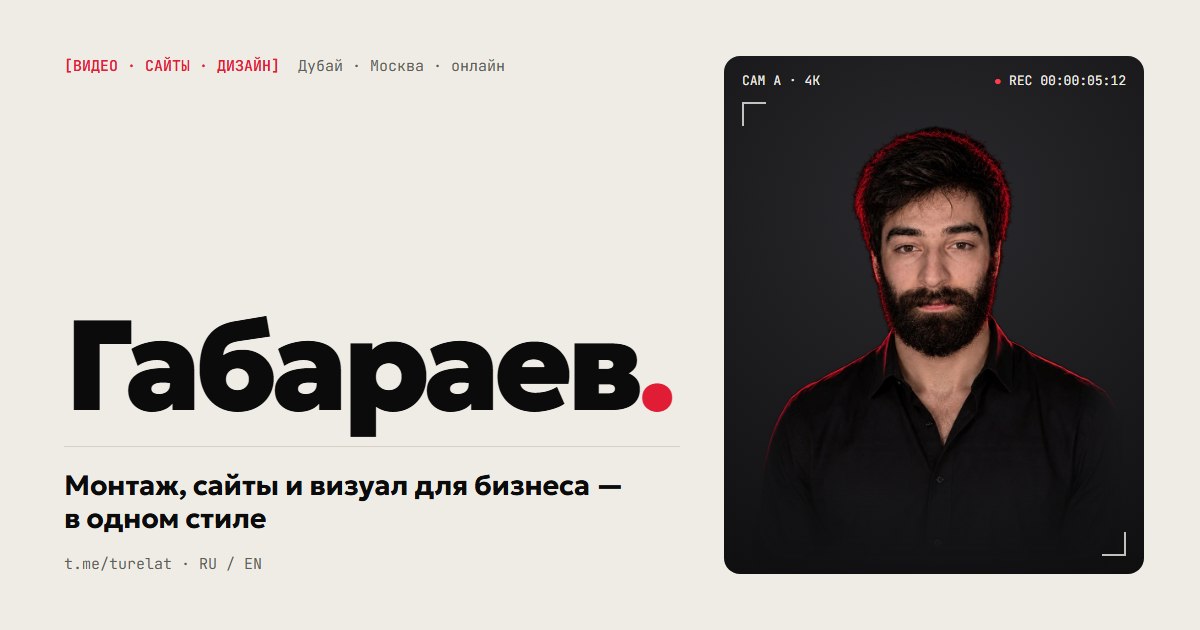 [ВИДЕО · САЙТЫ · ДИЗАЙН] Дубай · Москва · онлайн
Габараев.
Монтаж, сайты и визуал для бизнеса —
в одном стиле
t.me/turelat · RU / EN
CAM A · 4K
● REC 00:00:05:12